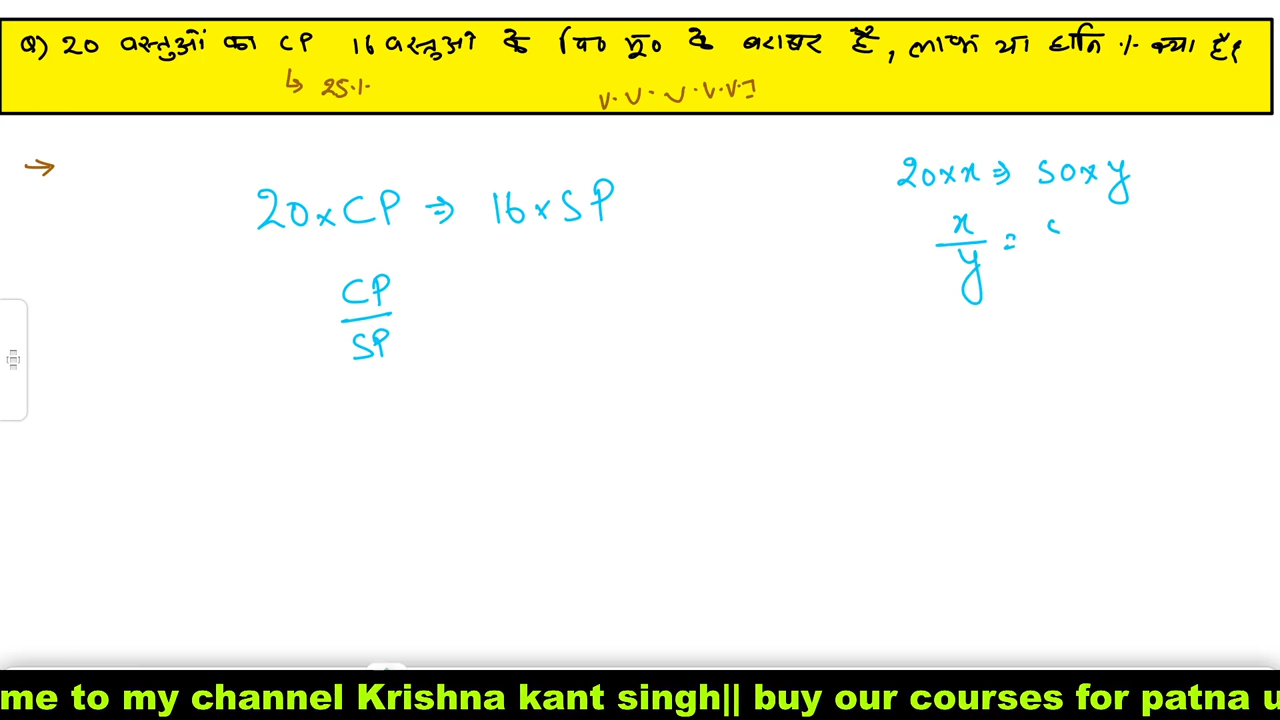 Q) 20 वस्तुओं का CP 16 वस्तुओं के वि० मू० के बराबर है, लाभ या हानि % क्या है?
↳ 25%
v. v. v. v. v. I
→
20 × CP ⇒ 16 × SP
CP
SP
20 × x ⇒ 50 × y
x
y =
me to my channel Krishna kant singh|| buy our courses for patna u